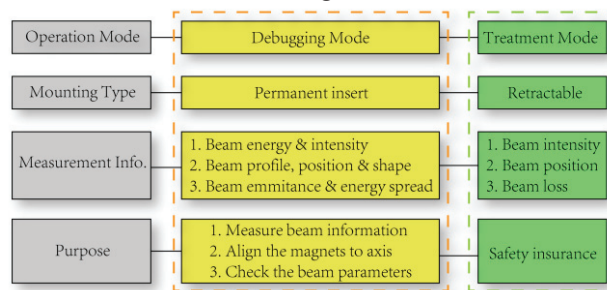 Operation Mode
Debugging Mode
Treatment Mode
Mounting Type
Permanent insert
Retractable
Measurement Info.
1. Beam energy & intensity
2. Beam profile, position & shape
3. Beam emmitance & energy spread
1. Beam intensity
2. Beam position
3. Beam loss
Purpose
1. Measure beam information
2. Align the magnets to axis
3. Check the beam parameters
Safety insurance